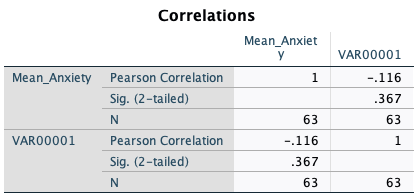 Correlations
Mean_Anxiet
y VAR00001
Mean_Anxiety Pearson Correlation 1 -.116
Sig. (2-tailed) .367
N 63 63
VAR00001 Pearson Correlation -.116 1
Sig. (2-tailed) .367
N 63 63